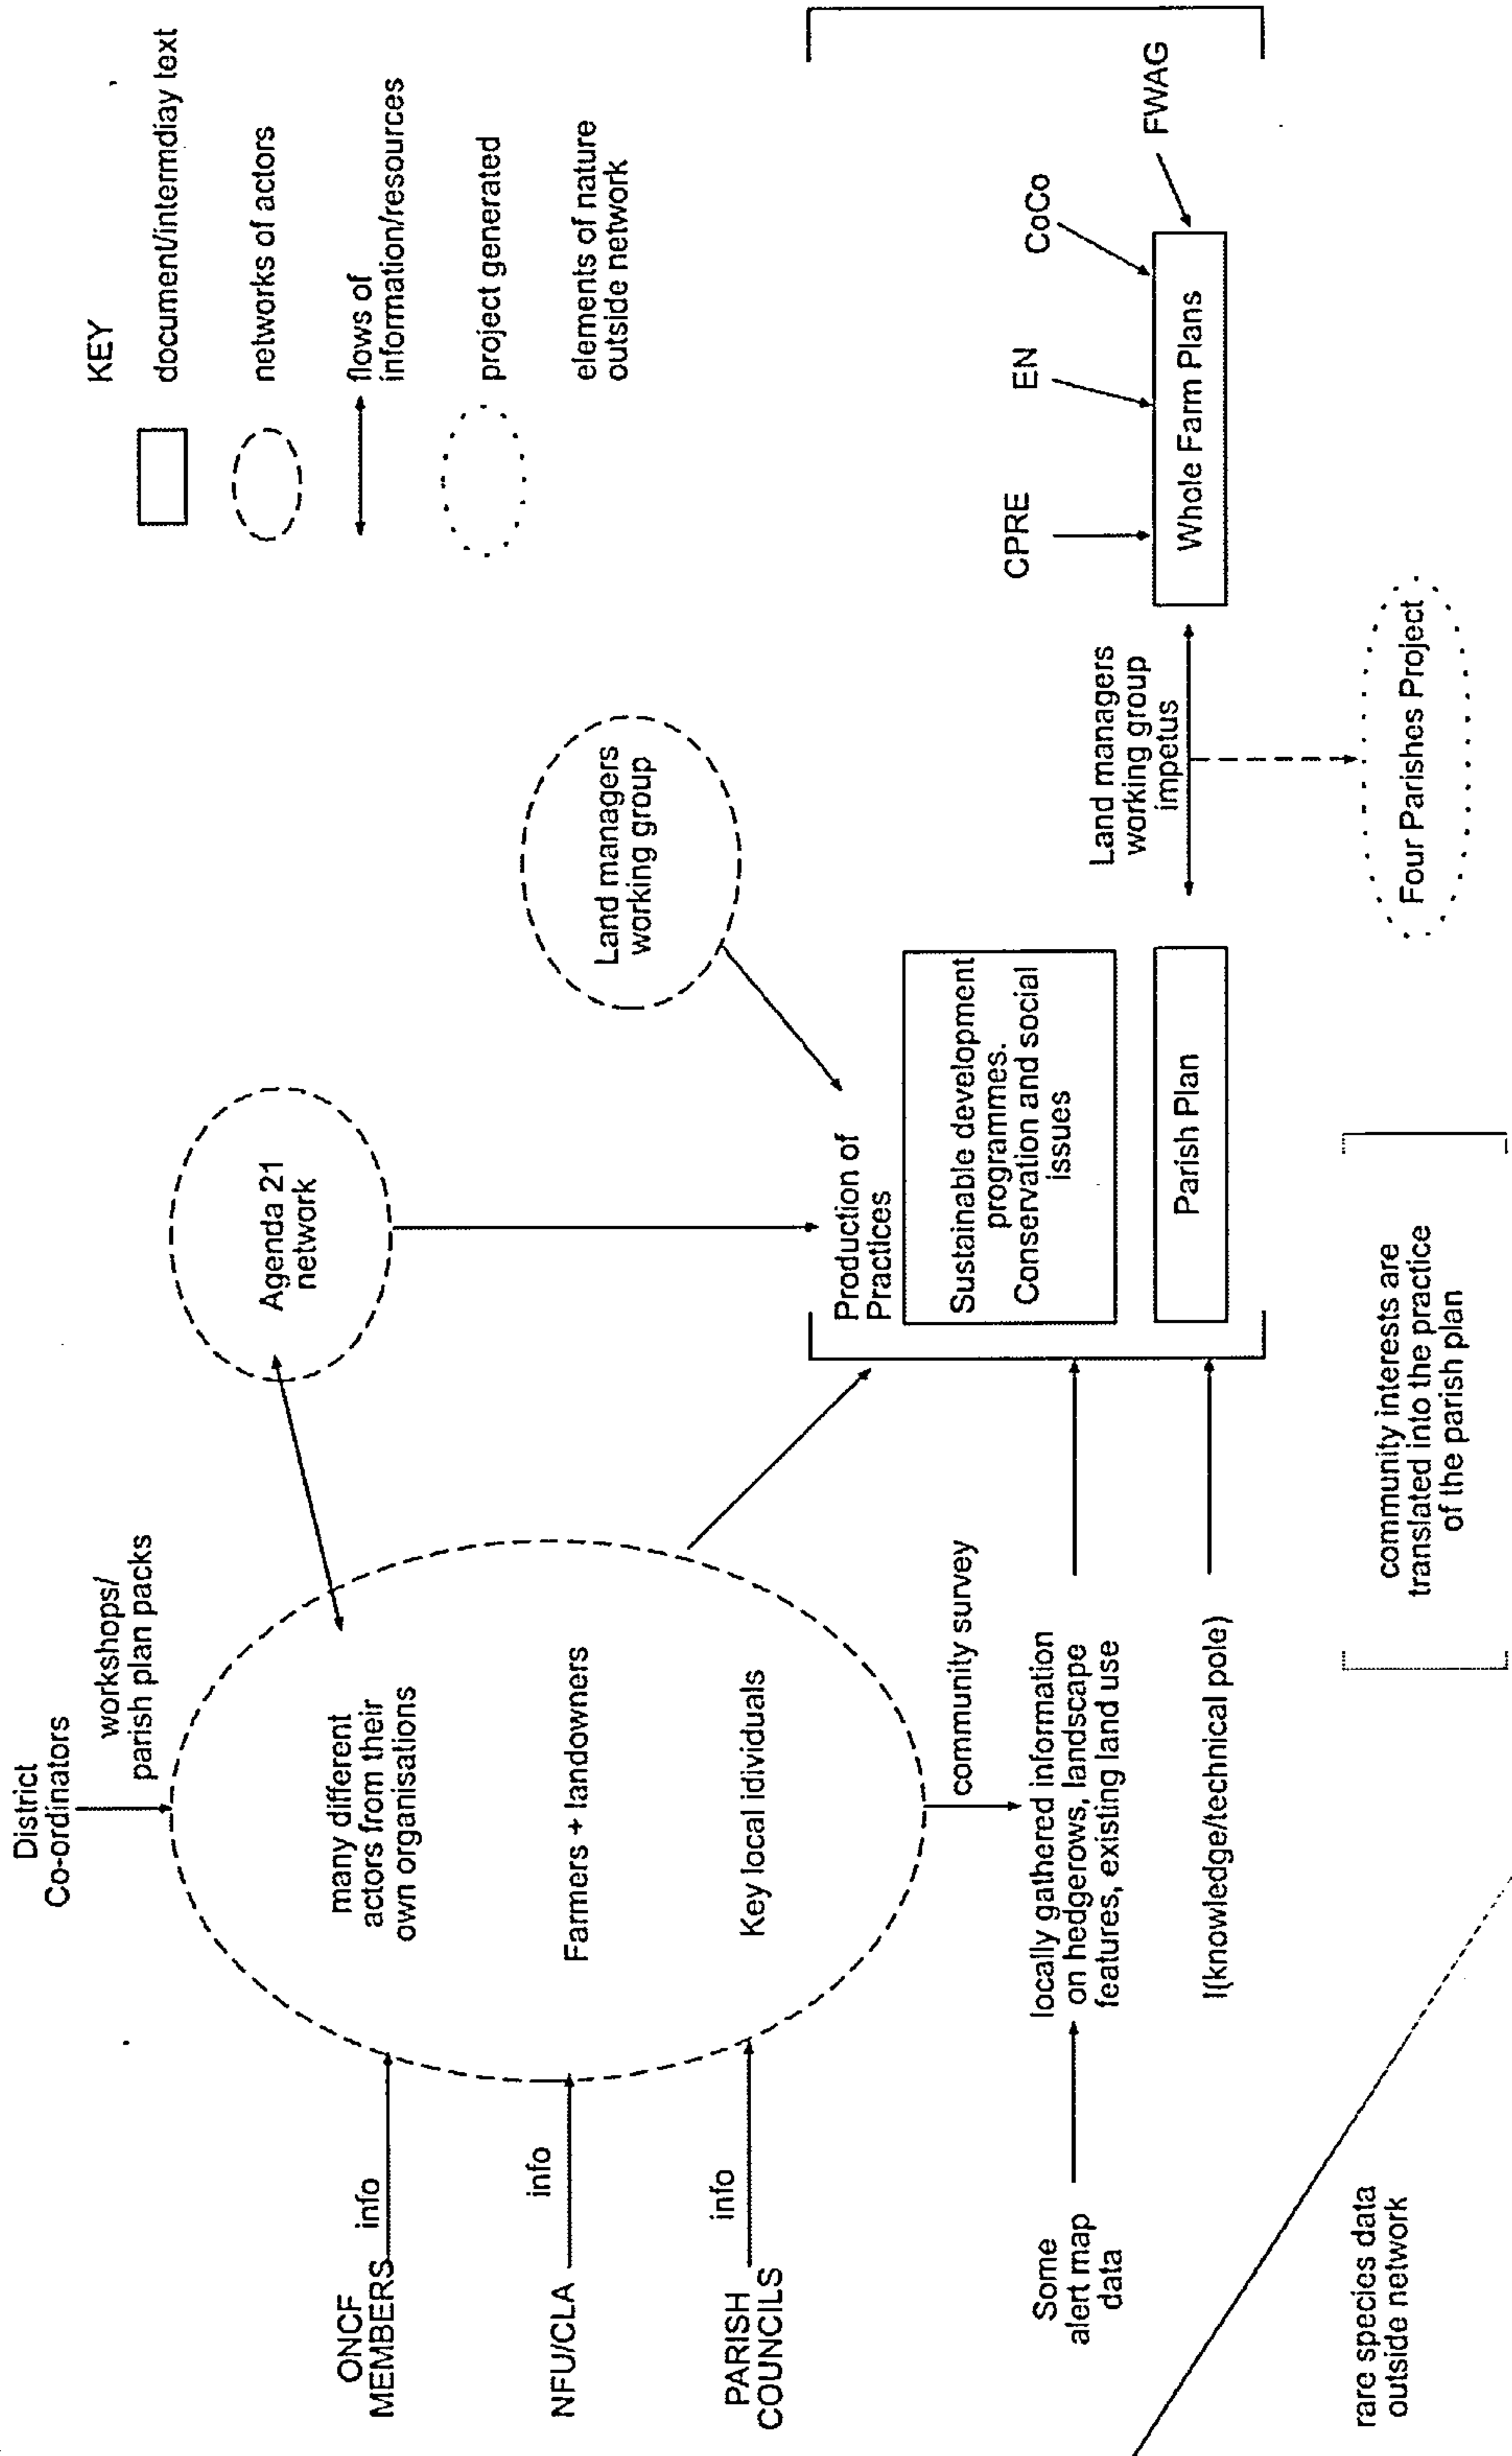 District
Co-ordinators
workshops/
parish plan packs
ONCF
MEMBERS
info
NFU/CLA
info
PARISH
COUNCILS
info
many different
actors from their
own organisations
Farmers + landowners
Key local idividuals
Agenda 21
network
Land managers
working group
KEY
document/intermdiay text
networks of actors
flows of
information/resources
project generated
elements of nature
outside network
community survey
Some
alert map
data
locally gathered information
on hedgerows, landscape
features, existing land use
I(knowledge/technical pole)
Production of
Practices
Sustainable development
programmes.
Conservation and social
issues
Parish Plan
Land managers
working group
impetus
CPRE
EN
CoCo
FWAG
Whole Farm Plans
Four Parishes Project
rare species data
outside network
community interests are
translated into the practice
of the parish plan